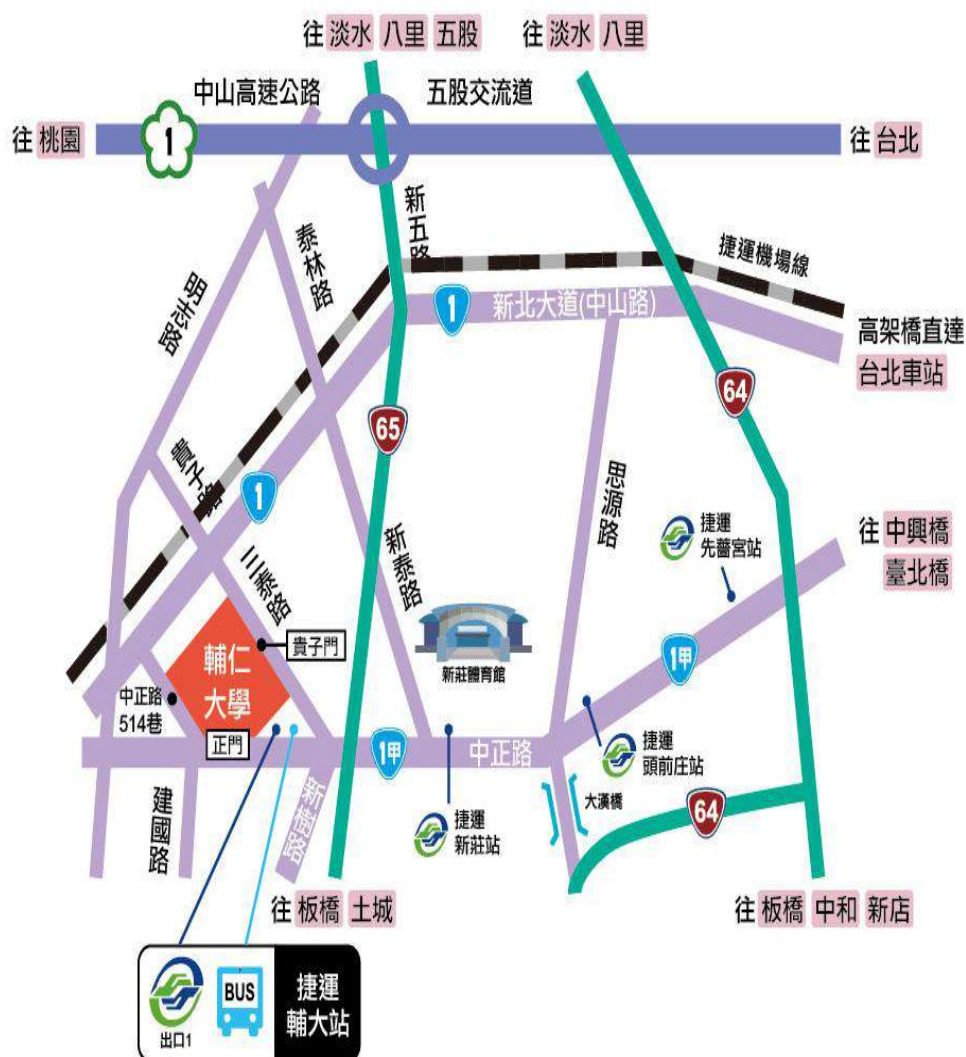 往 淡水 八里 五股
往 淡水 八里
中山高速公路
五股交流道
往 桃園
1
往 台北
新五路
泰林路
明志路
捷運機場線
1
新北大道(中山路)
高架橋直達
台北車站
65
64
貴子路
1
思源路
捷運
先嗇宮站
往 中興橋
臺北橋
三泰路
新泰路
貴子門
輔仁
大學
新莊體育館
1甲
中正路
514巷
正門
1甲
中正路
捷運
頭前庄站
建國路
捷運
新莊站
大漢橋
64
往 板橋 土城
往 板橋 中和 新店
BUS
出口1
捷運
輔大站